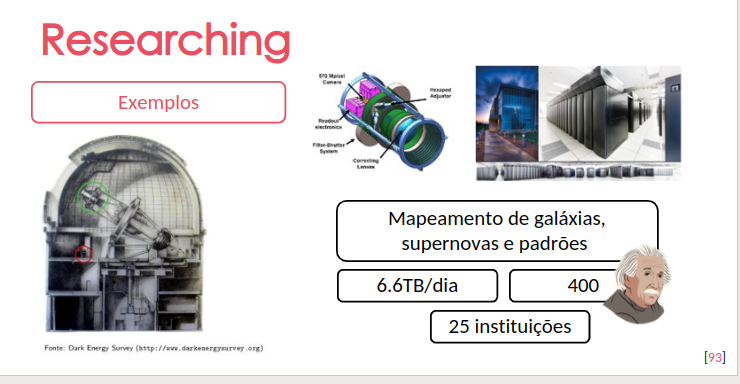 Researching
Exemplos
570 Mpixel
Camera
Hexapod
Adjustor
Readout
electronics
Filter-Shutter
System
Correcting
Lenses
Mapeamento de galáxias,
supernovas e padrões
6.6TB/dia
400
25 instituições
Fonte: Dark Energy Survey (http://www.darkenergysurvey.org)
[93]